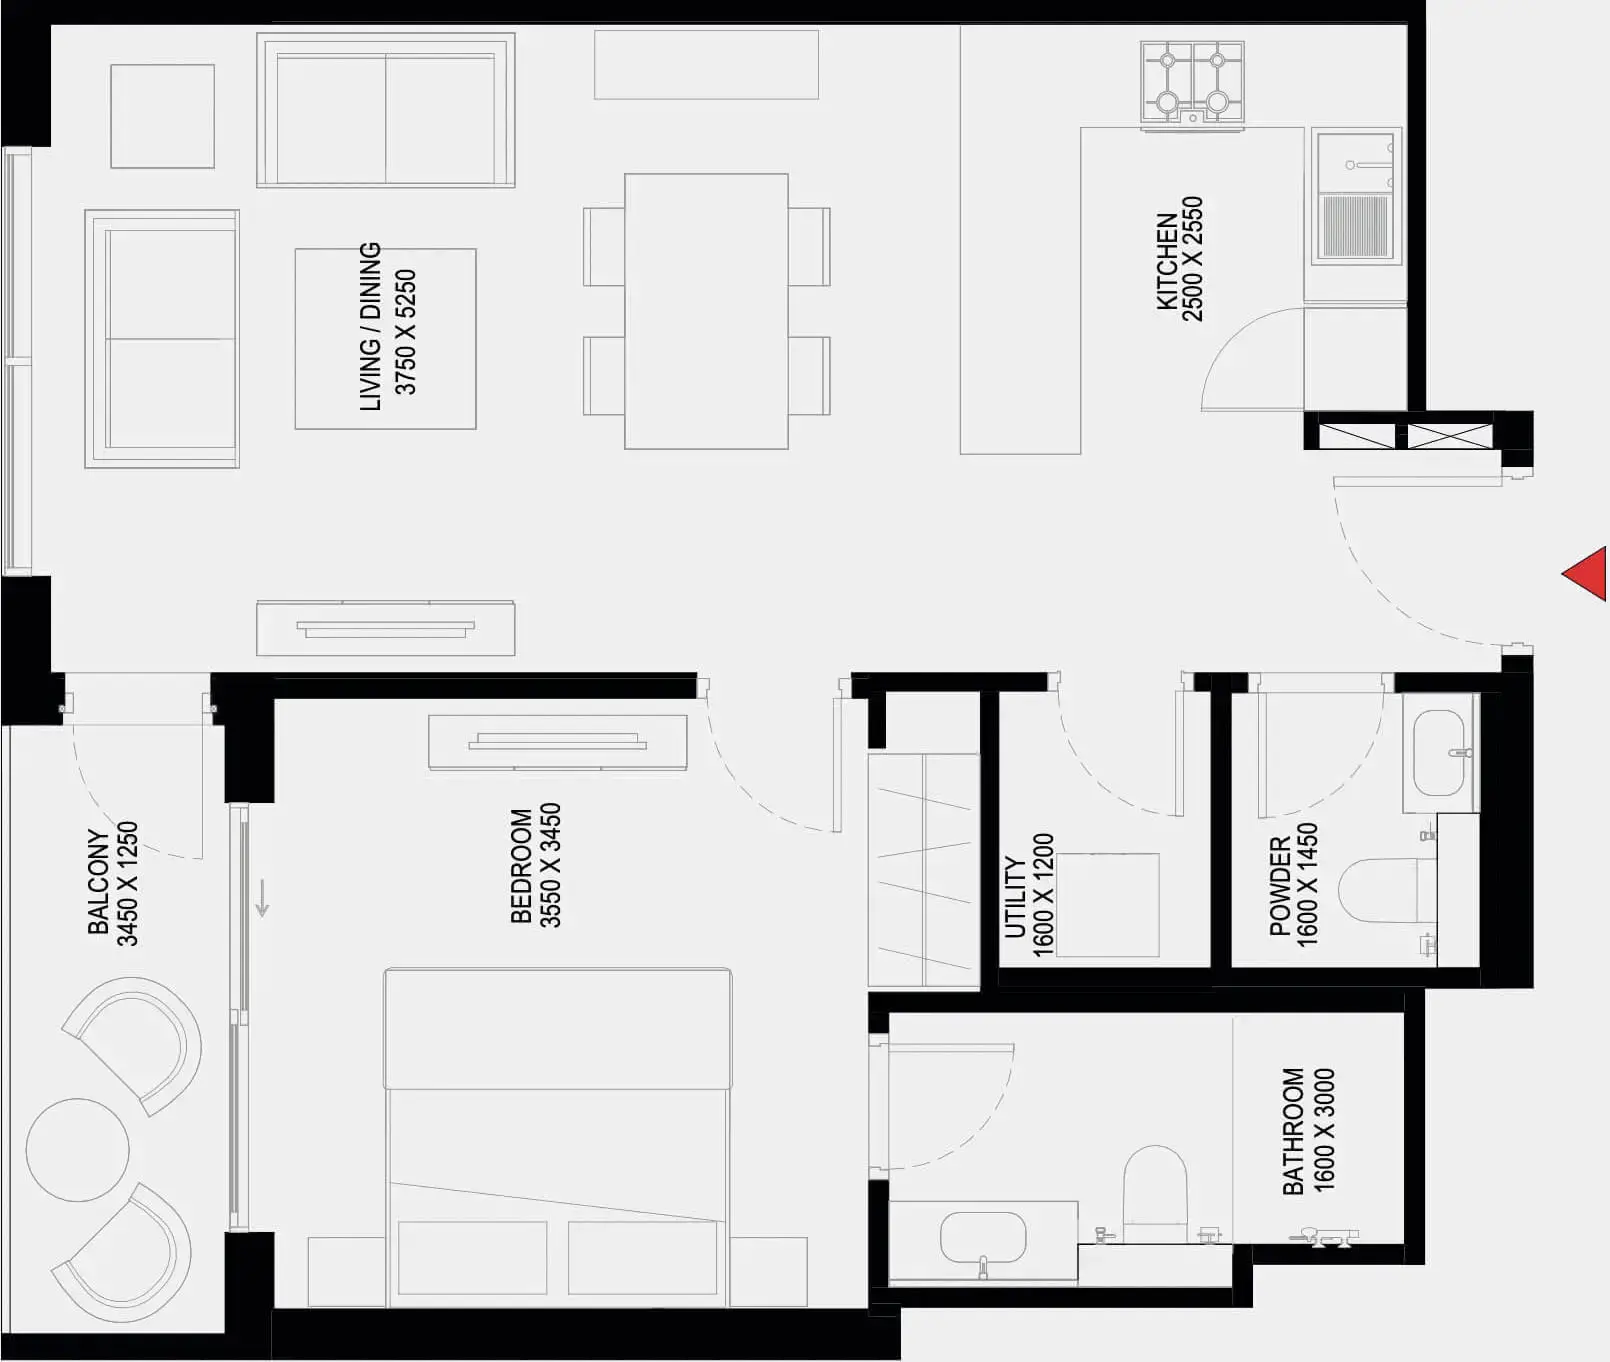 LIVING / DINING
3750 X 5250
KITCHEN
2500 X 2550
BALCONY
3450 X 1250
BEDROOM
3550 X 3450
UTILITY
1600 X 1200
POWDER
1600 X 1450
BATHROOM
1600 X 3000